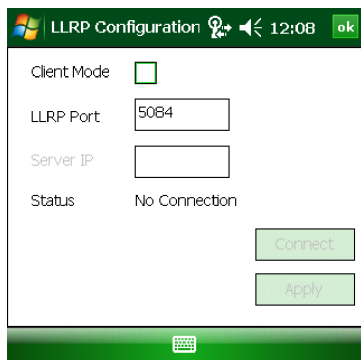 LLRP Configuration 12:08 ok
Client Mode
LLRP Port 5084
Server IP
Status No Connection
Connect
Apply